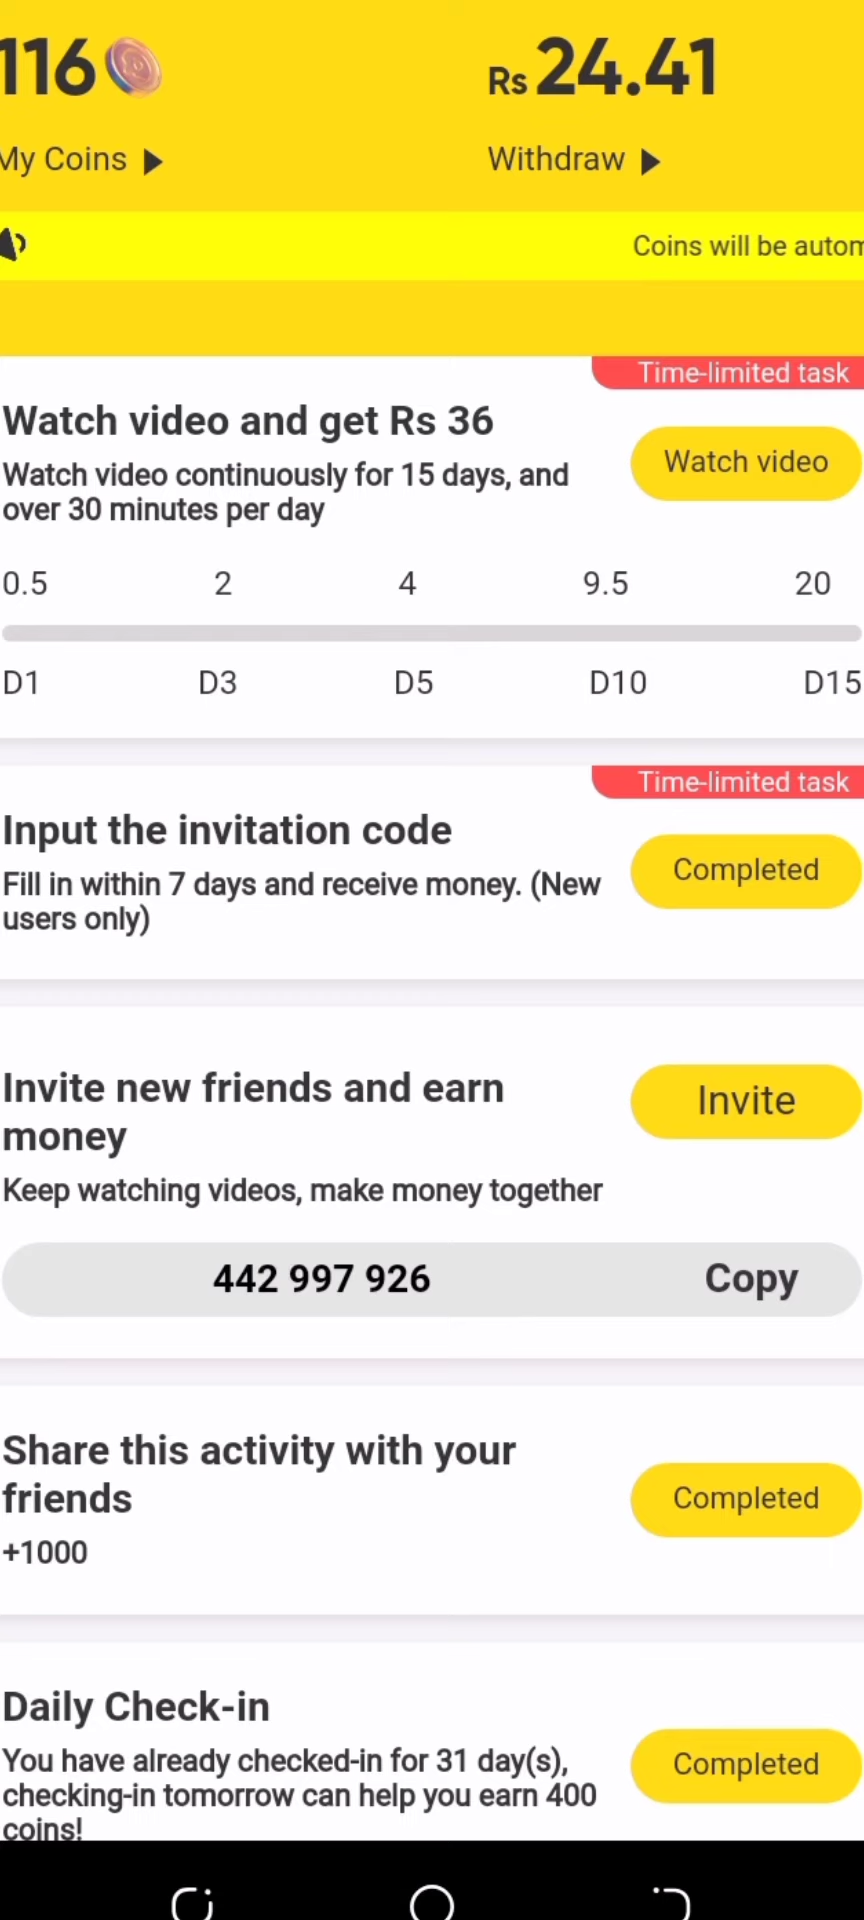 116
Rs 24.41
My Coins
Withdraw
Coins will be autom
Time-limited task
Watch video and get Rs 36
Watch video continuously for 15 days, and
over 30 minutes per day
Watch video
0.5 2 4 9.5 20
D1 D3 D5 D10 D15
Time-limited task
Input the invitation code
Fill in within 7 days and receive money. (New
users only)
Completed
Invite new friends and earn
money
Keep watching videos, make money together
Invite
442 997 926 Copy
Share this activity with your
friends
+1000
Completed
Daily Check-in
You have already checked-in for 31 day(s),
checking-in tomorrow can help you earn 400
coins!
Completed